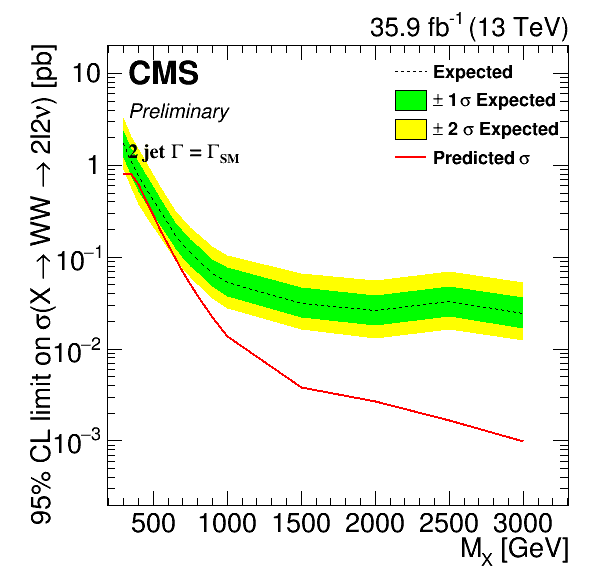 35.9 fb⁻¹ (13 TeV)
CMS
Preliminary
2 jet Γ = Γ_SM
Expected
± 1 σ Expected
± 2 σ Expected
Predicted σ
95% CL limit on σ(X → WW → 2l2ν) [pb]
10
1
10⁻¹
10⁻²
10⁻³
500 1000 1500 2000 2500 3000
M_X [GeV]